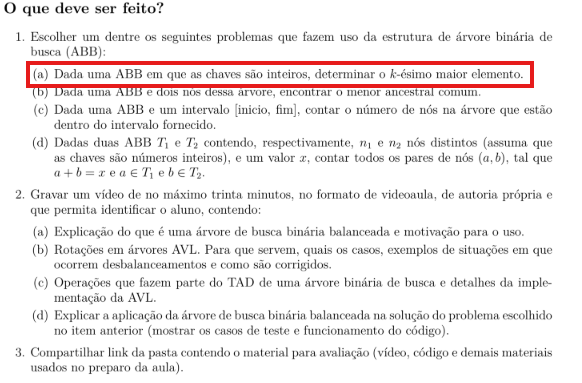 O que deve ser feito?
1. Escolher um dentre os seguintes problemas que fazem uso da estrutura de árvore binária de
busca (ABB):
(a) Dada uma ABB em que as chaves são inteiros, determinar o k-ésimo maior elemento.
(b) Dada uma ABB e dois nós dessa árvore, encontrar o menor ancestral comum.
(c) Dada uma ABB e um intervalo [inicio, fim], contar o número de nós na árvore que estão
dentro do intervalo fornecido.
(d) Dadas duas ABB T₁ e T₂ contendo, respectivamente, n₁ e n₂ nós distintos (assuma que
as chaves são números inteiros), e um valor x, contar todos os pares de nós (a, b), tal que
a + b = x e a ∈ T₁ e b ∈ T₂.
2. Gravar um vídeo de no máximo trinta minutos, no formato de videoaula, de autoria própria e
que permita identificar o aluno, contendo:
(a) Explicação do que é uma árvore de busca binária balanceada e motivação para o uso.
(b) Rotações em árvores AVL. Para que servem, quais os casos, exemplos de situações em que
ocorrem desbalanceamentos e como são corrigidos.
(c) Operações que fazem parte do TAD de uma árvore binária de busca e detalhes da imple-
mentação da AVL.
(d) Explicar a aplicação da árvore de busca binária balanceada na solução do problema escolhido
no item anterior (mostrar os casos de teste e funcionamento do código).
3. Compartilhar link da pasta contendo o material para avaliação (vídeo, código e demais materiais
usados no preparo da aula).